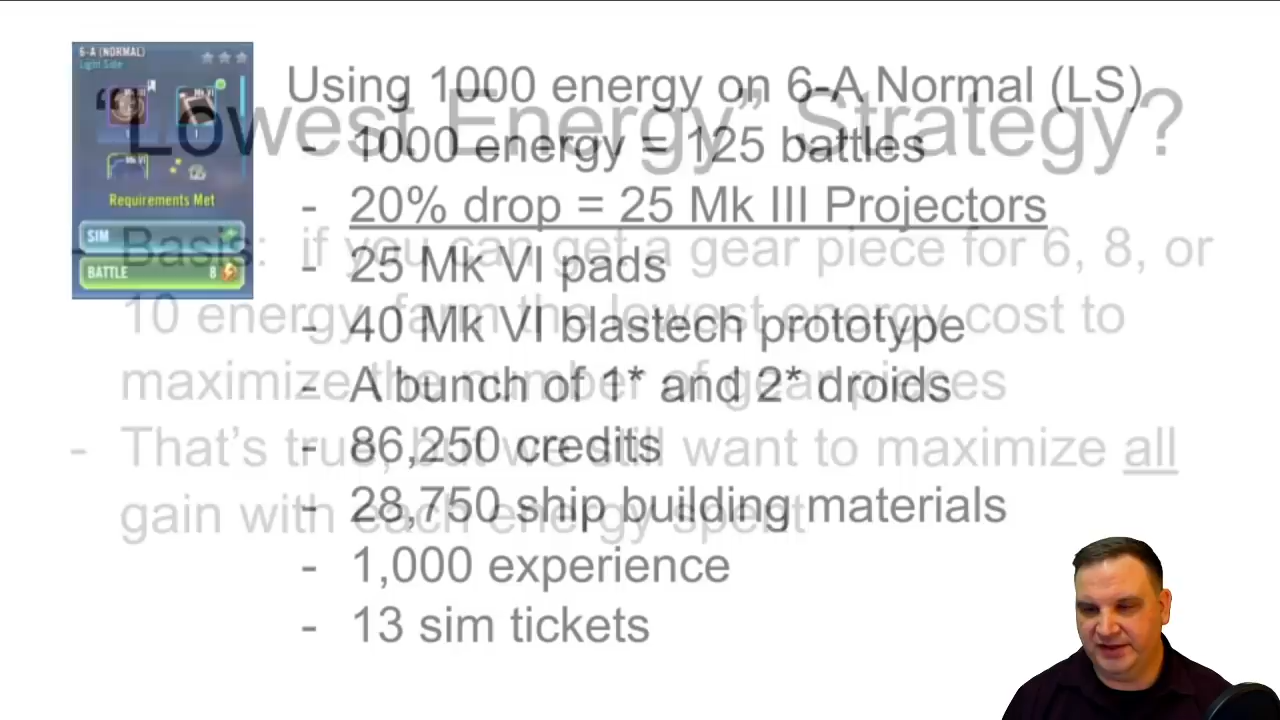 6-A (NORMAL)
Light Side
Mk VI
Mk VI
Requirements Met
SIM
BATTLE 8
Using 1000 energy on 6-A Normal (LS)
- 1000 energy = 125 battles
- 20% drop = 25 Mk III Projectors
- 25 Mk VI pads
- 40 Mk VI blastech prototype
- A bunch of 1* and 2* droids
- 86,250 credits
- 28,750 ship building materials
- 1,000 experience
- 13 sim tickets
“Lowest Energy” Strategy?
Basis: if you can get a gear piece for 6, 8, or
10 energy, farm the lowest energy cost to
maximize the number of gear pieces
- That’s true, but we still want to maximize all
gain with each energy spent